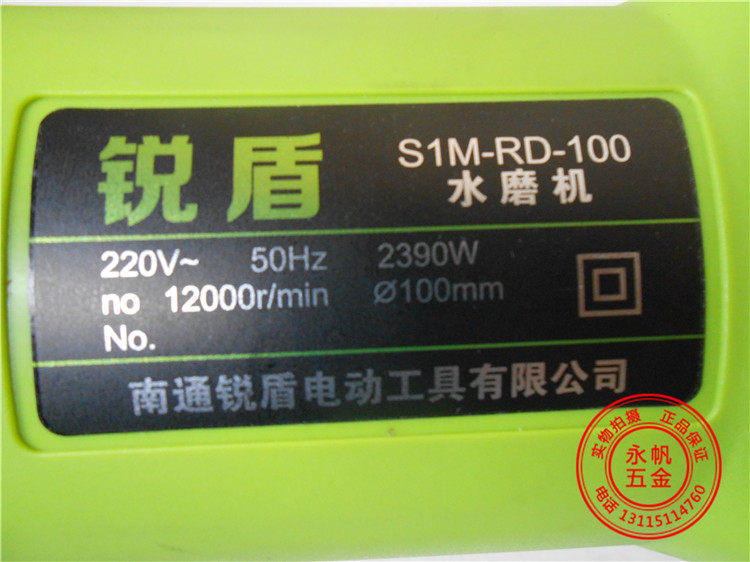 锐盾
S1M-RD-100
水磨机
220V~ 50Hz 2390W
no 12000r/min Ø100mm
No.
南通锐盾电动工具有限公司
实物拍摄 正品保证
永帆
五金
电话 13115114760